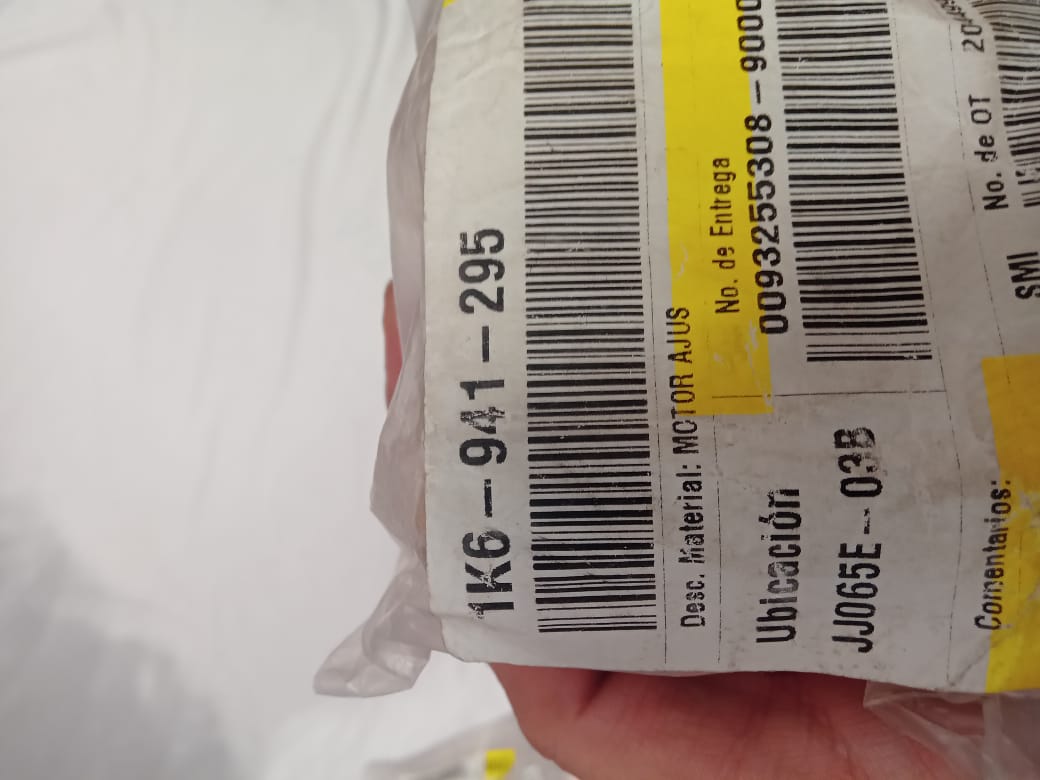 1K6-941-295
Desc. Material: MOTOR AJUS
No. de Entrega
0093255308-9000
Ubicación
JJ065E-03B
No. de OT 20
SMI
Comentarios: